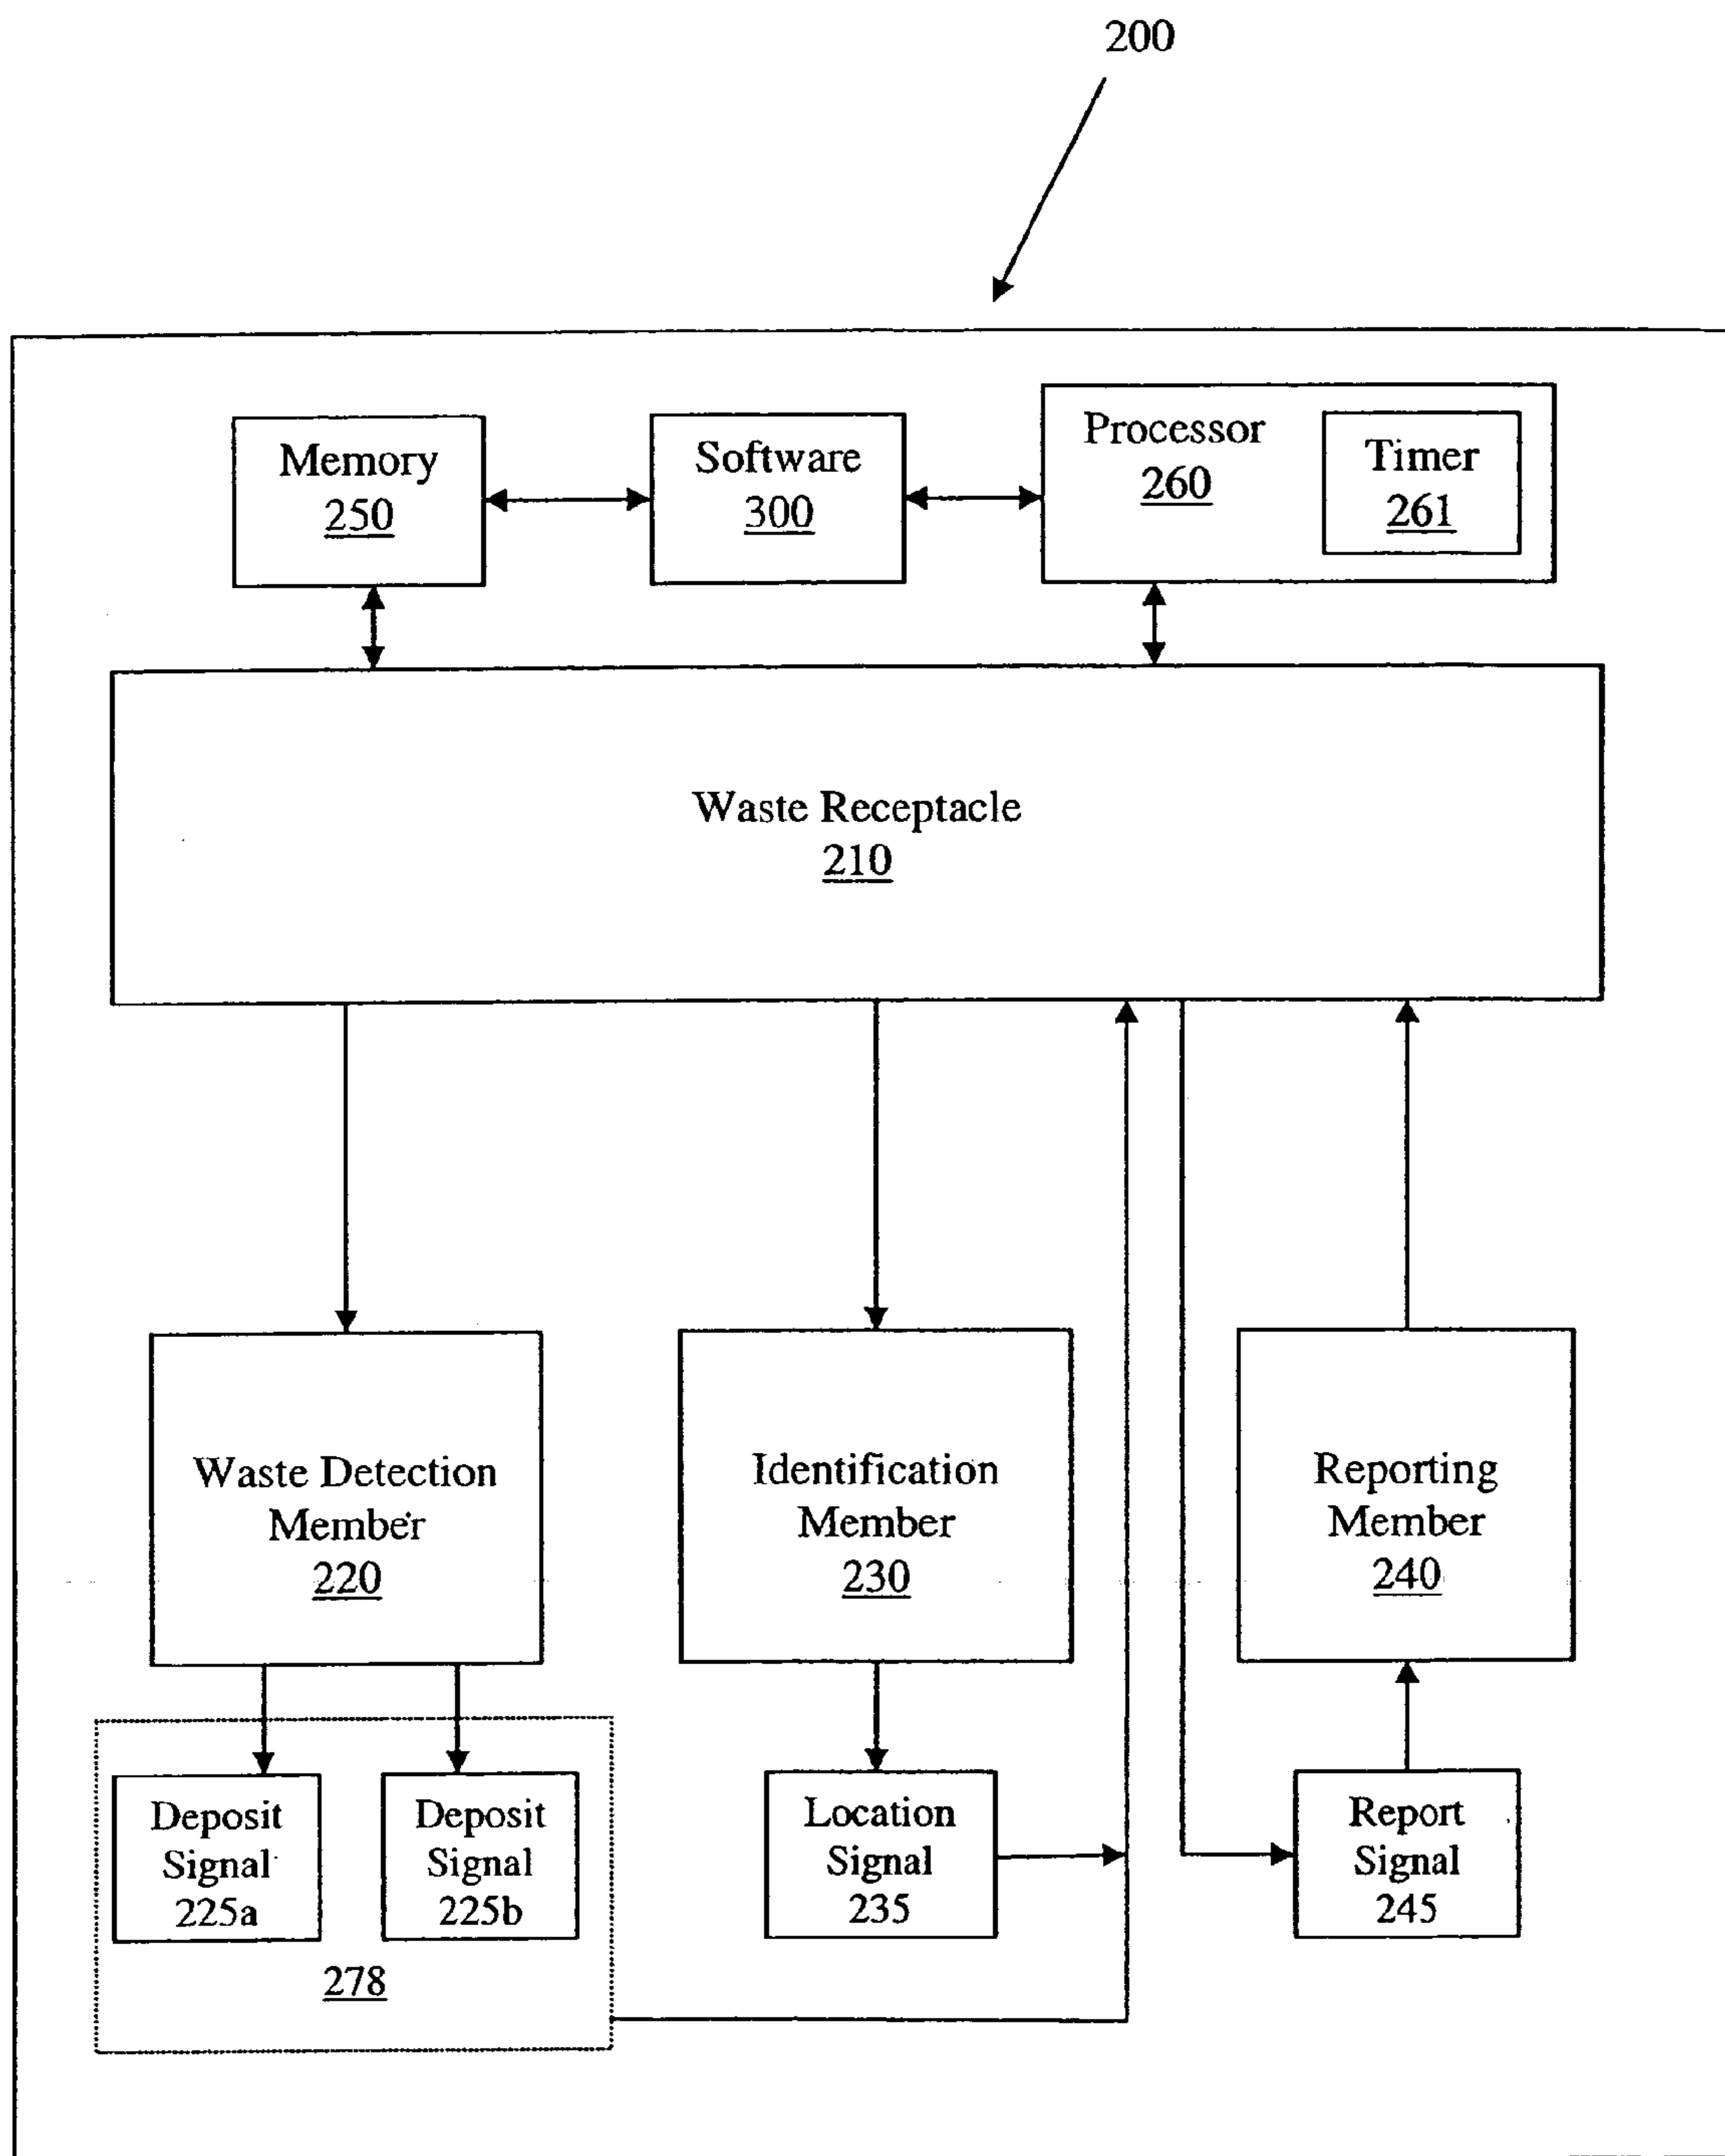 200
Memory
250
Software
300
Processor
260
Timer
261
Waste Receptacle
210
Waste Detection
Member
220
Identification
Member
230
Reporting
Member
240
Deposit
Signal
225a
Deposit
Signal
225b
278
Location
Signal
235
Report
Signal
245